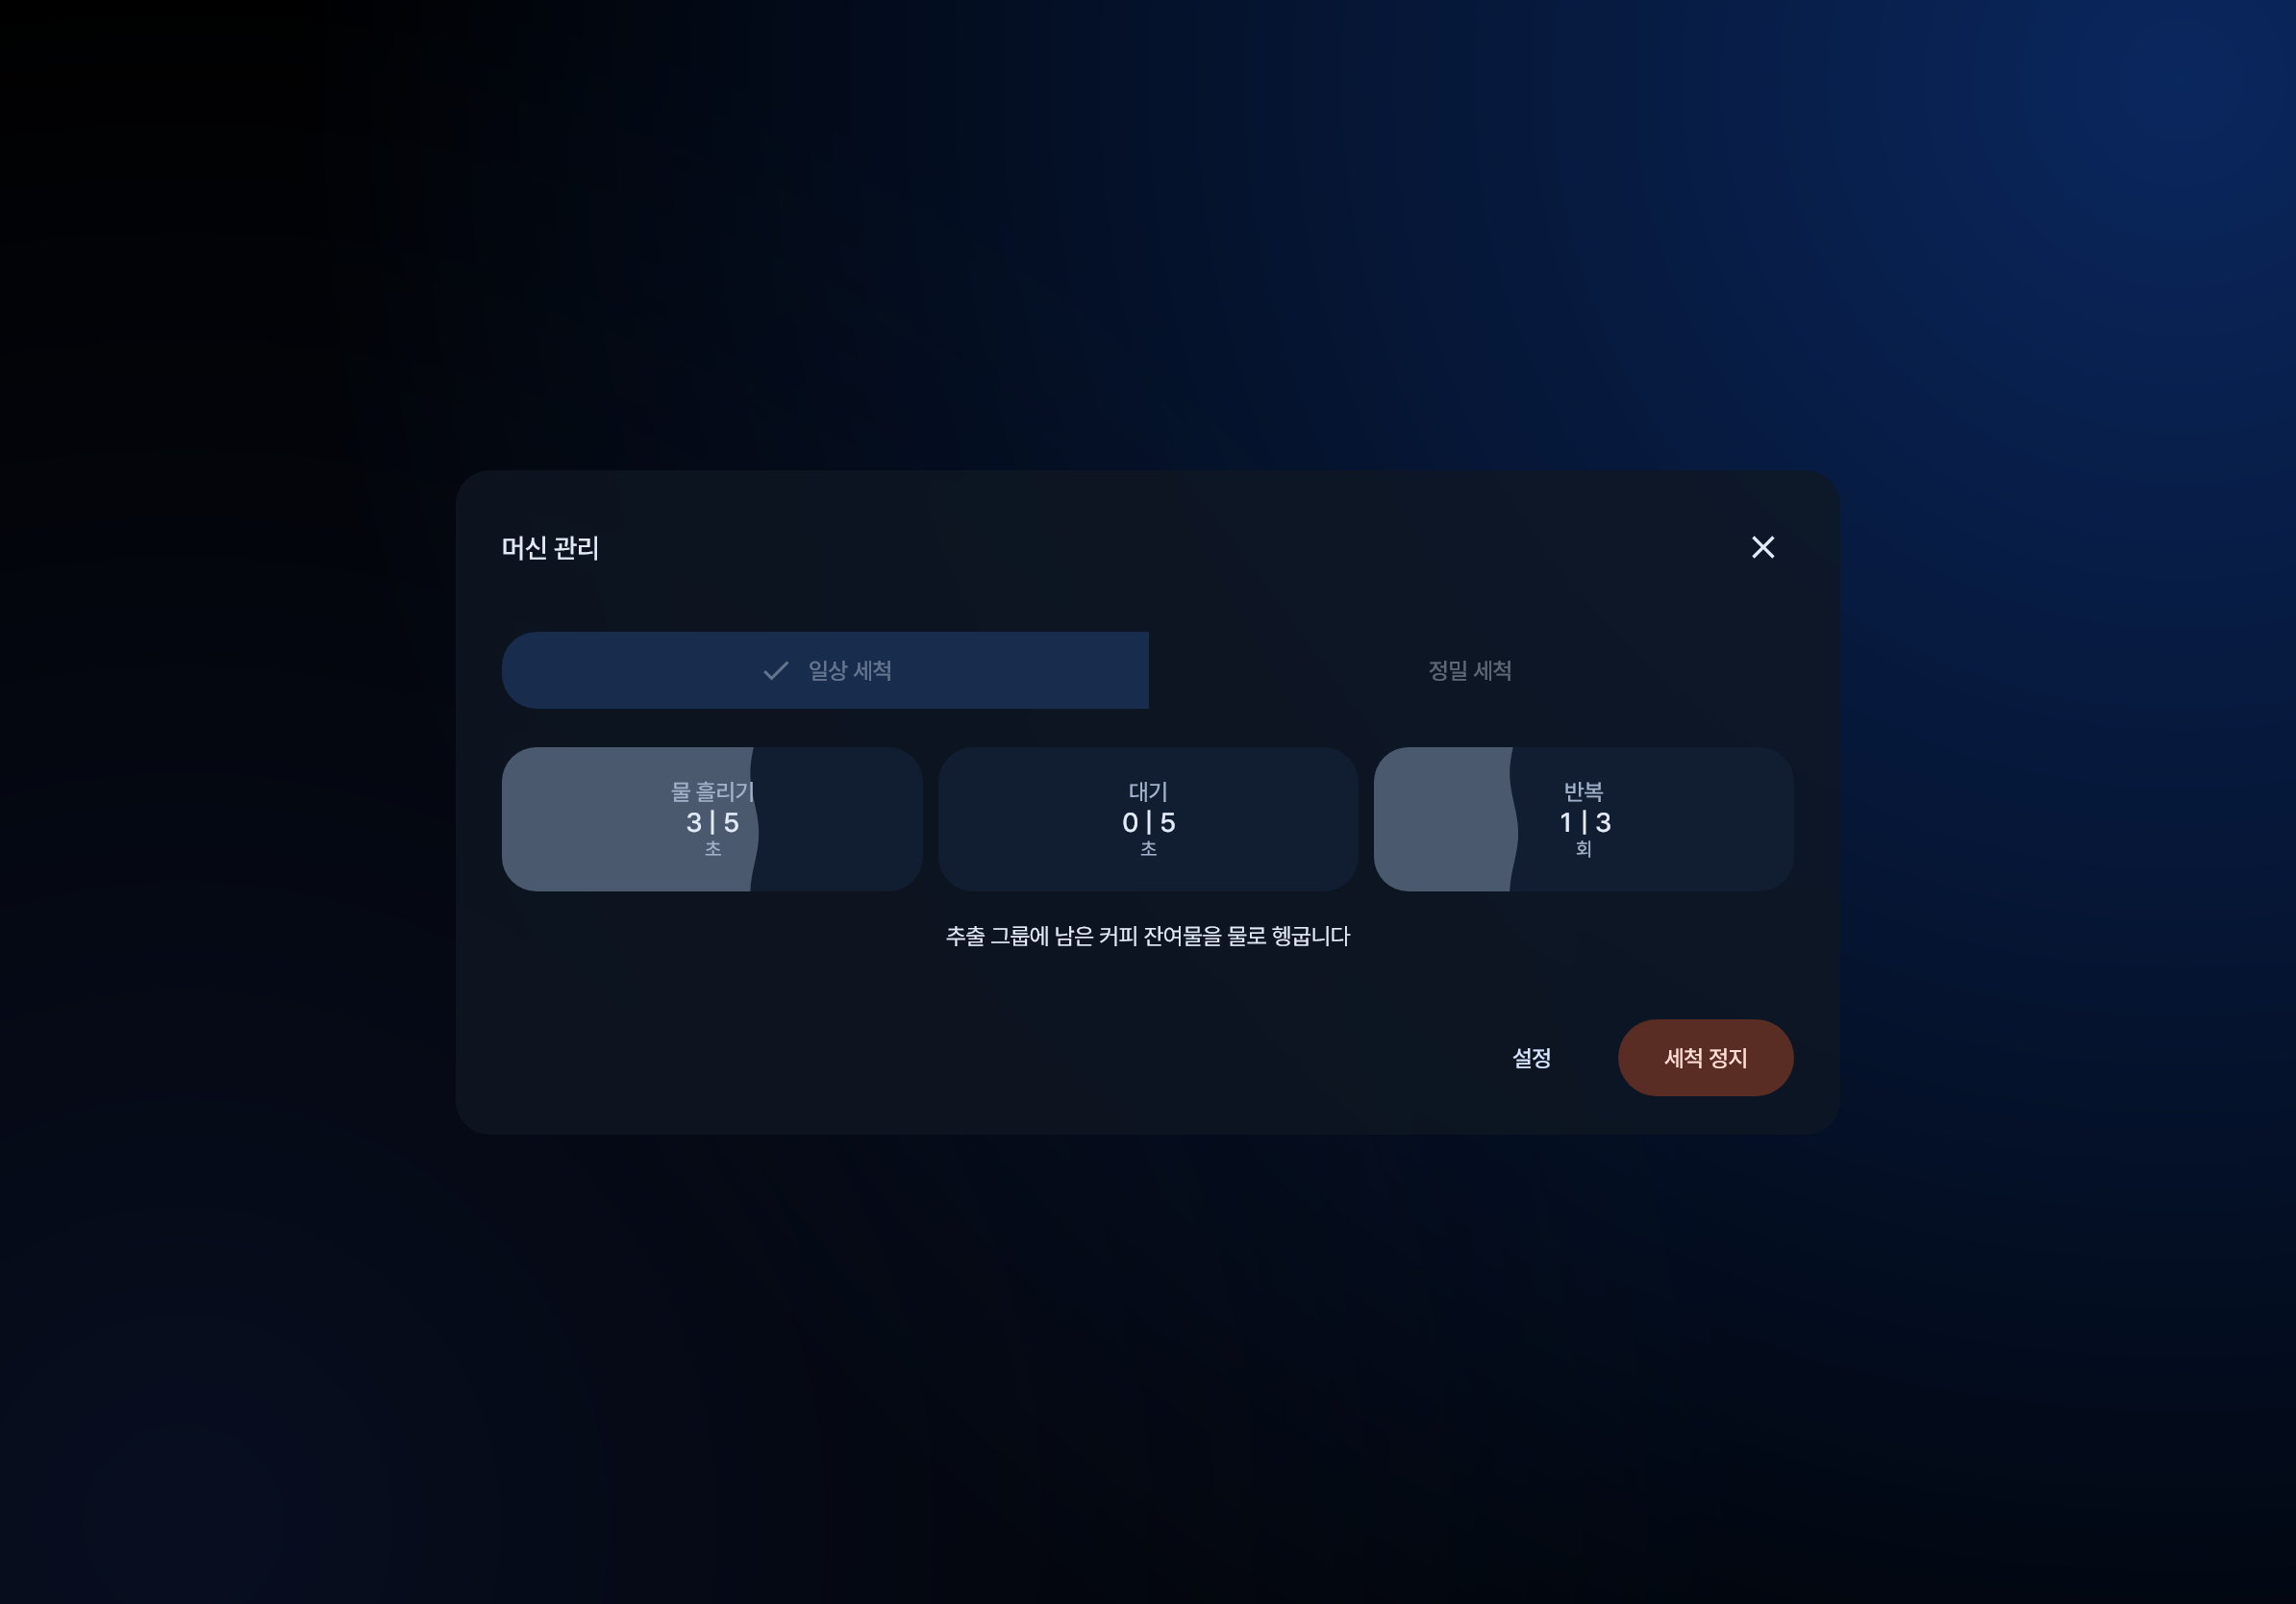 머신 관리
일상 세척
정밀 세척
물 흘리기
3 | 5
초
대기
0 | 5
초
반복
1 | 3
회
추출 그룹에 남은 커피 잔여물을 물로 헹굽니다
설정
세척 정지